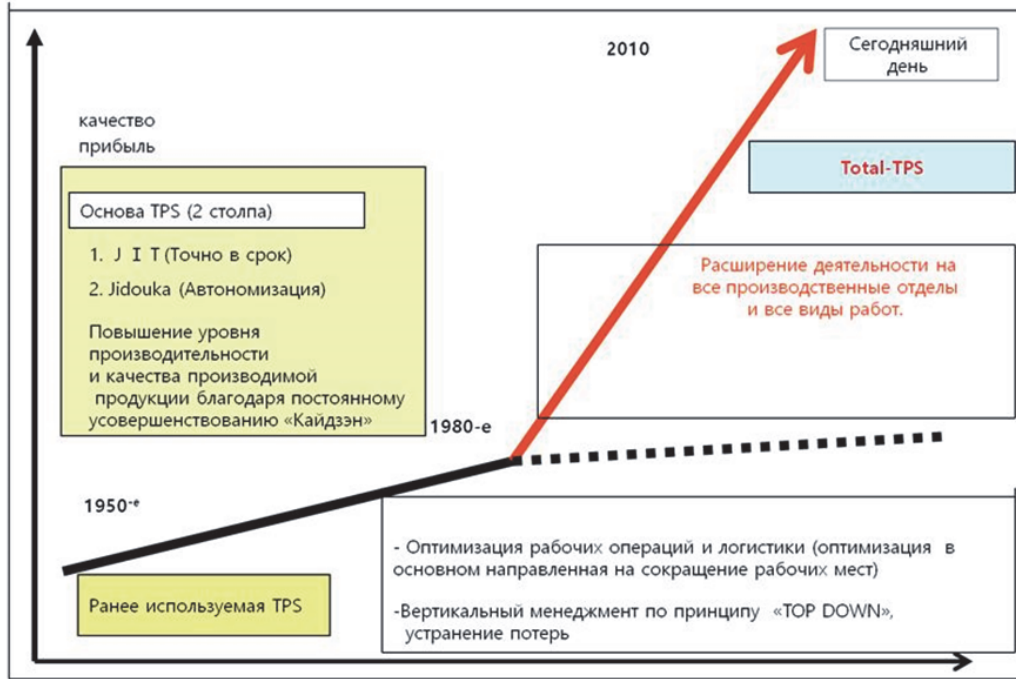 2010
Сегодняшний
день
качество
прибыль
Total-TPS
Основа TPS (2 столпа)
1. J I T (Точно в срок)
2. Jidouka (Автономизация)
Повышение уровня
производительности
и качества производимой
продукции благодаря постоянному
усовершенствованию «Кайдзэн»
Расширение деятельности на
все производственные отделы
и все виды работ.
1980-е
1950-е
Ранее используемая TPS
- Оптимизация рабочих операций и логистики (оптимизация в
основном направленная на сокращение рабочих мест)
-Вертикальный менеджмент по принципу «TOP DOWN»,
устранение потерь